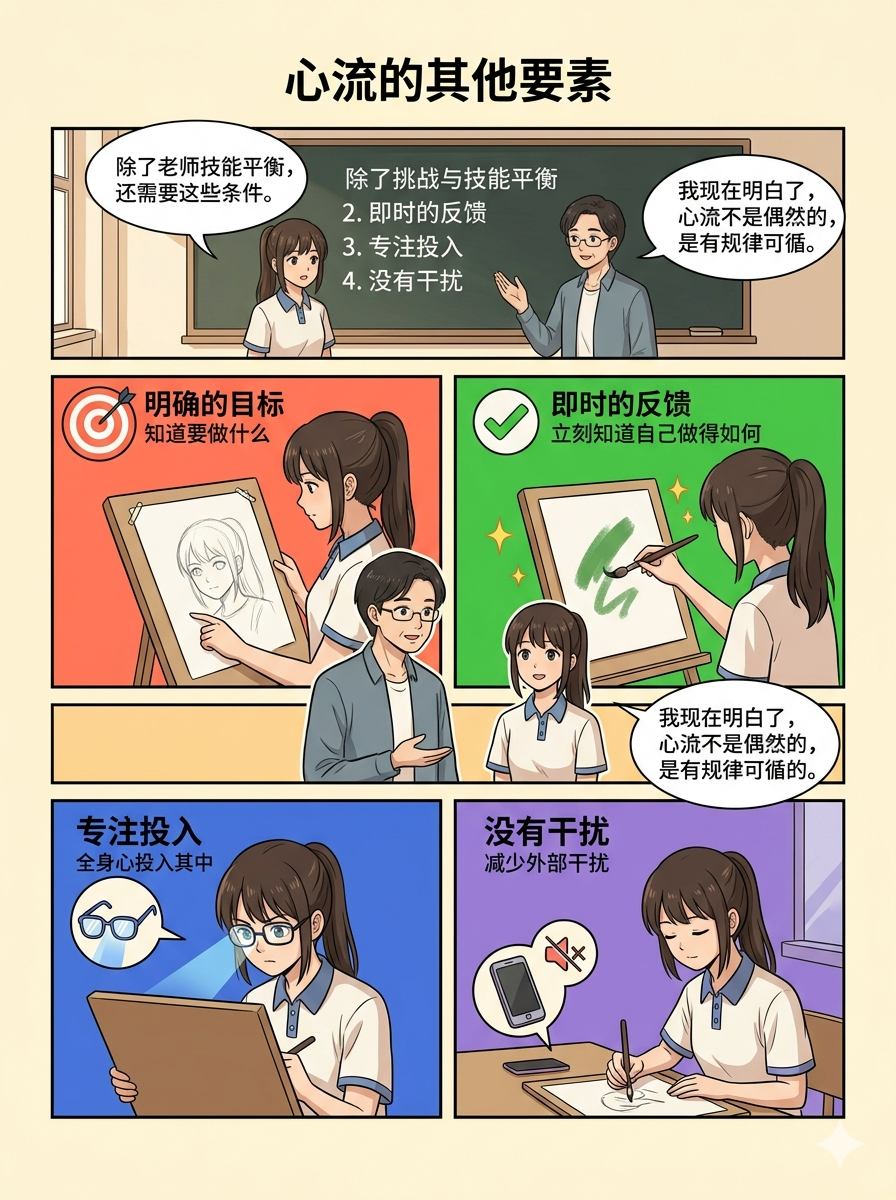 心流的其他要素
除了老师技能平衡，
还需要这些条件。
除了挑战与技能平衡
2. 即时的反馈
3. 专注投入
4. 没有干扰
我现在明白了，
心流不是偶然的，
是有规律可循。
明确的目标
知道要做什么
即时的反馈
立刻知道自己做得如何
我现在明白了，
心流不是偶然的，
是有规律可循的。
专注投入
全身心投入其中
没有干扰
减少外部干扰